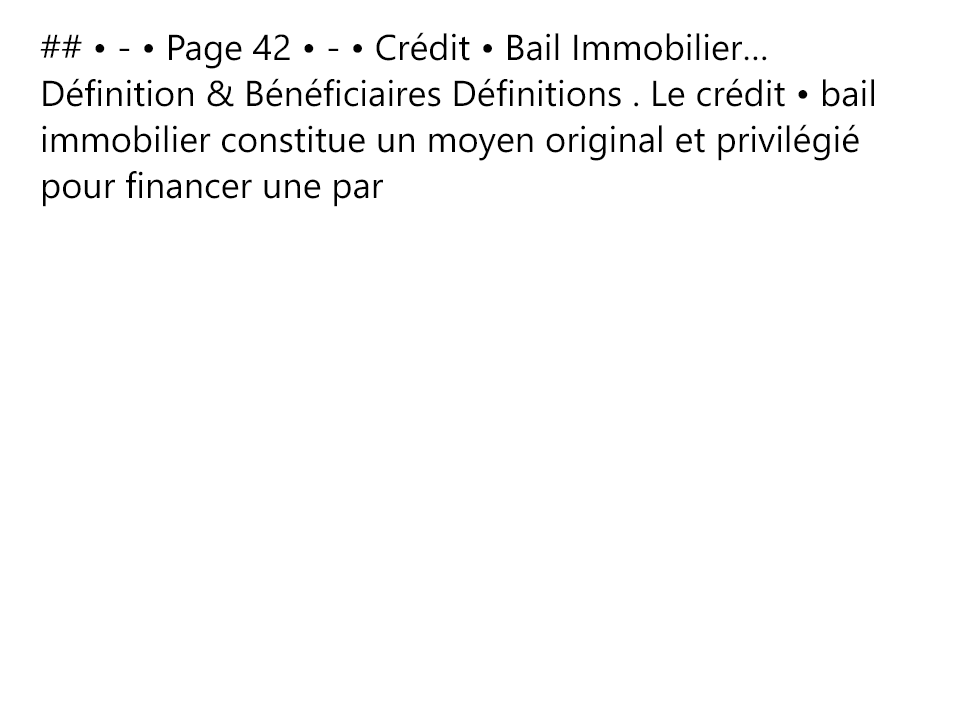 ## • - • Page 42 • - • Crédit • Bail Immobilier...
Définition & Bénéficiaires Définitions . Le crédit • bail
immobilier constitue un moyen original et privilégié
pour financer une par